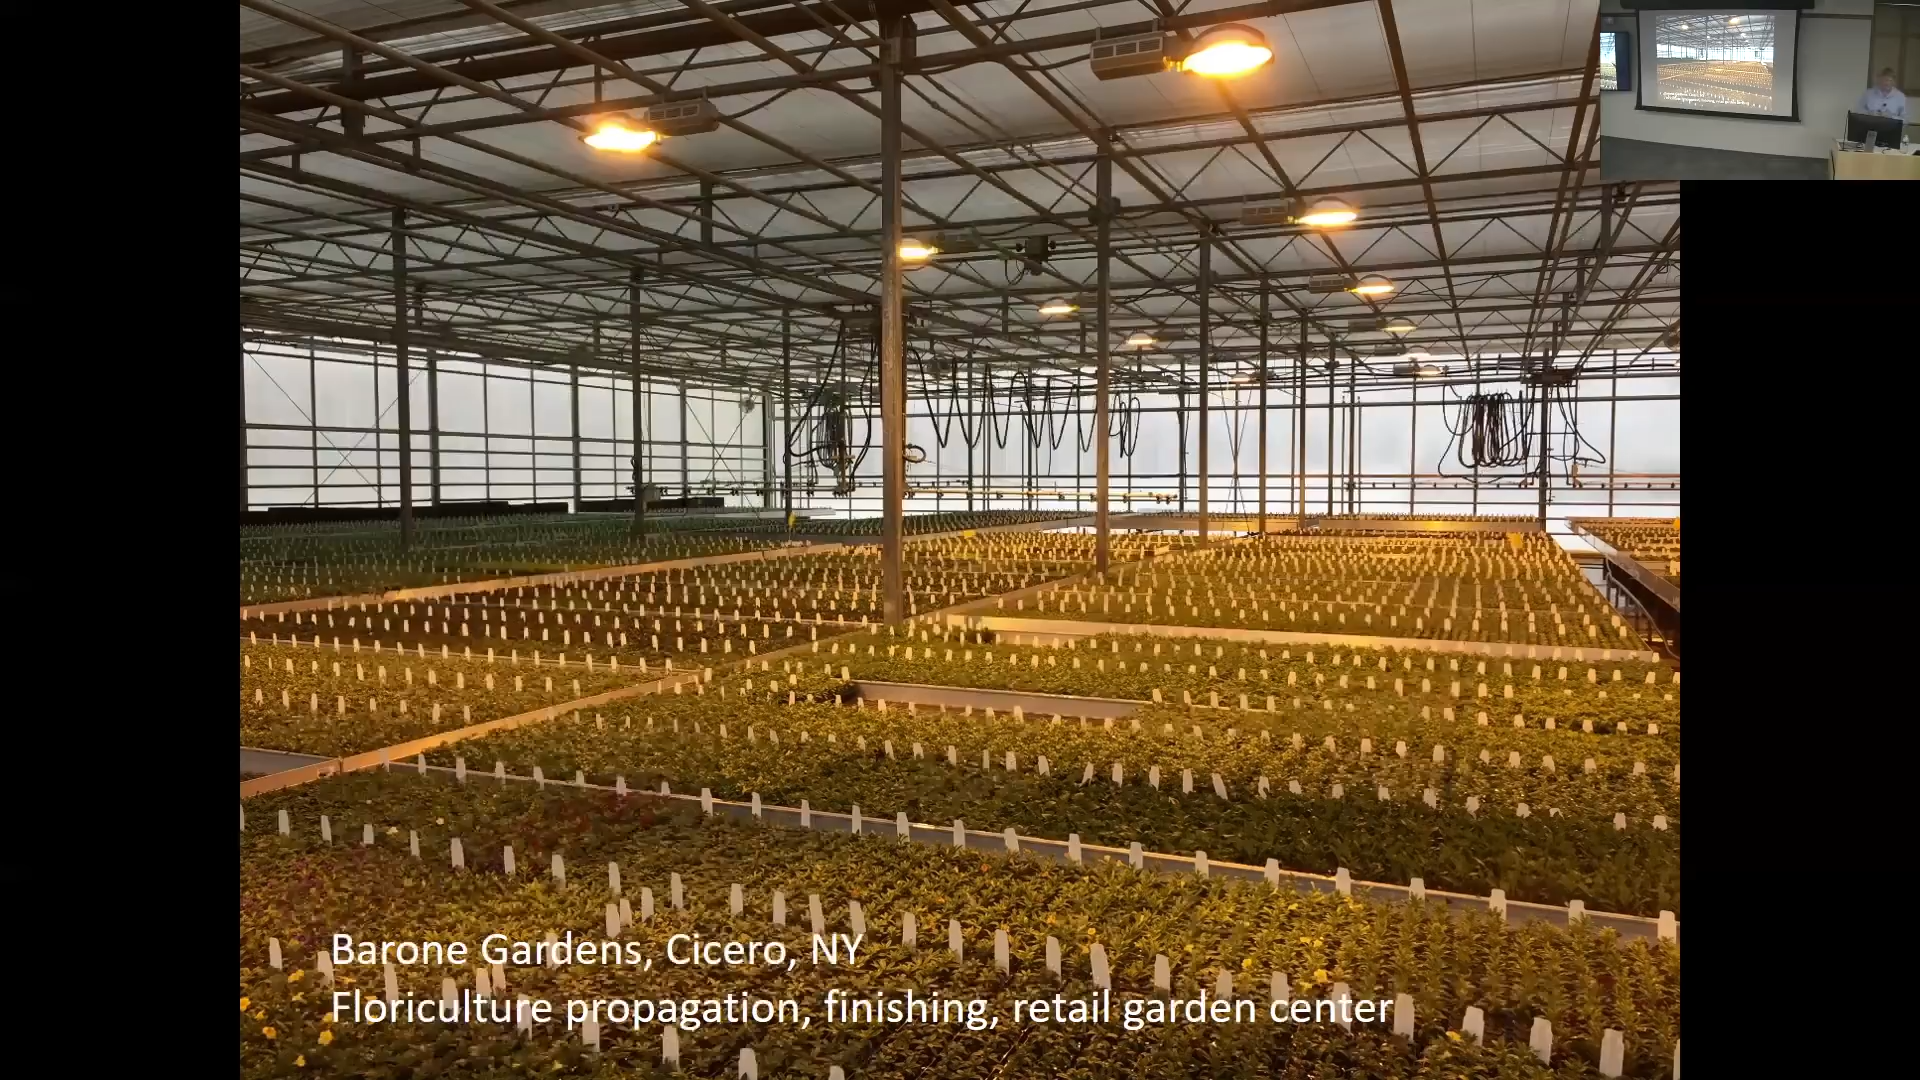 Barone Gardens, Cicero, NY
Floriculture propagation, finishing, retail garden center